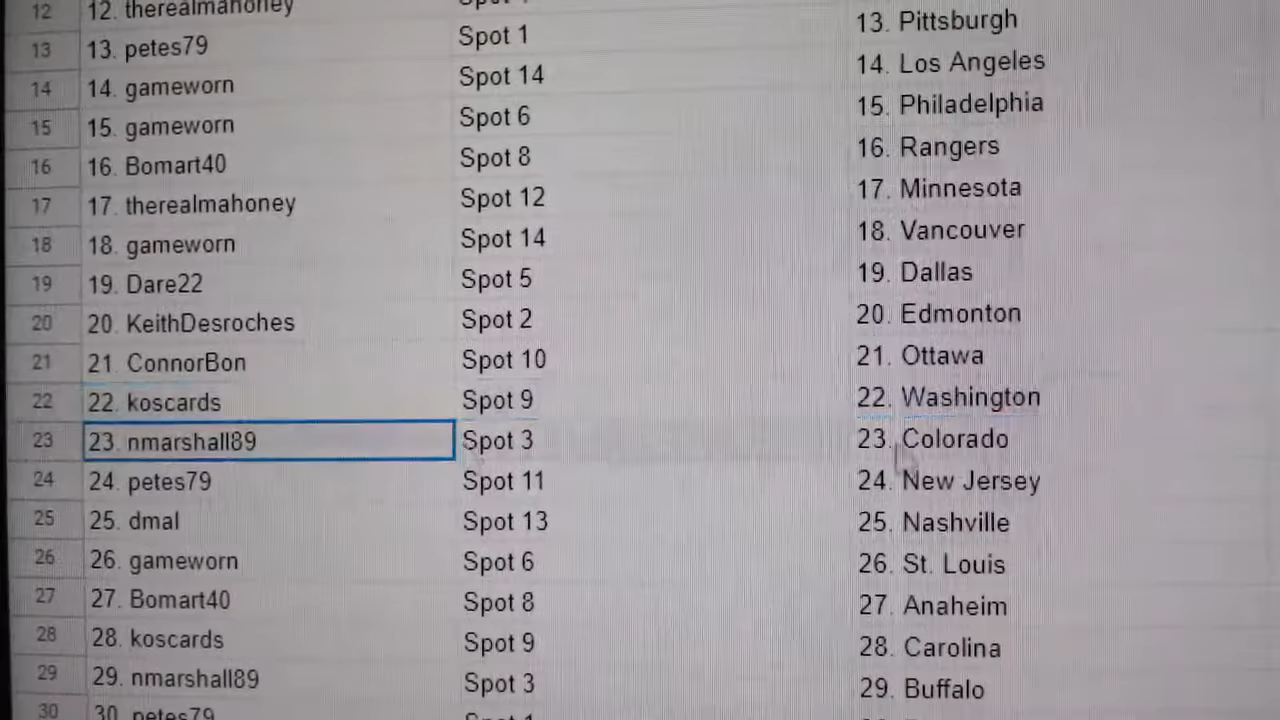 12 12. therealmahoney Spot
13 13. petes79 Spot 1 13. Pittsburgh
14 14. gameworn Spot 14 14. Los Angeles
15 15. gameworn Spot 6 15. Philadelphia
16 16. Bomart40 Spot 8 16. Rangers
17 17. therealmahoney Spot 12 17. Minnesota
18 18. gameworn Spot 14 18. Vancouver
19 19. Dare22 Spot 5 19. Dallas
20 20. KeithDesroches Spot 2 20. Edmonton
21 21. ConnorBon Spot 10 21. Ottawa
22 22. koscards Spot 9 22. Washington
23 23. nmarshall89 Spot 3 23. Colorado
24 24. petes79 Spot 11 24. New Jersey
25 25. dmal Spot 13 25. Nashville
26 26. gameworn Spot 6 26. St. Louis
27 27. Bomart40 Spot 8 27. Anaheim
28 28. koscards Spot 9 28. Carolina
29 29. nmarshall89 Spot 3 29. Buffalo
30 30. petes79 Spot